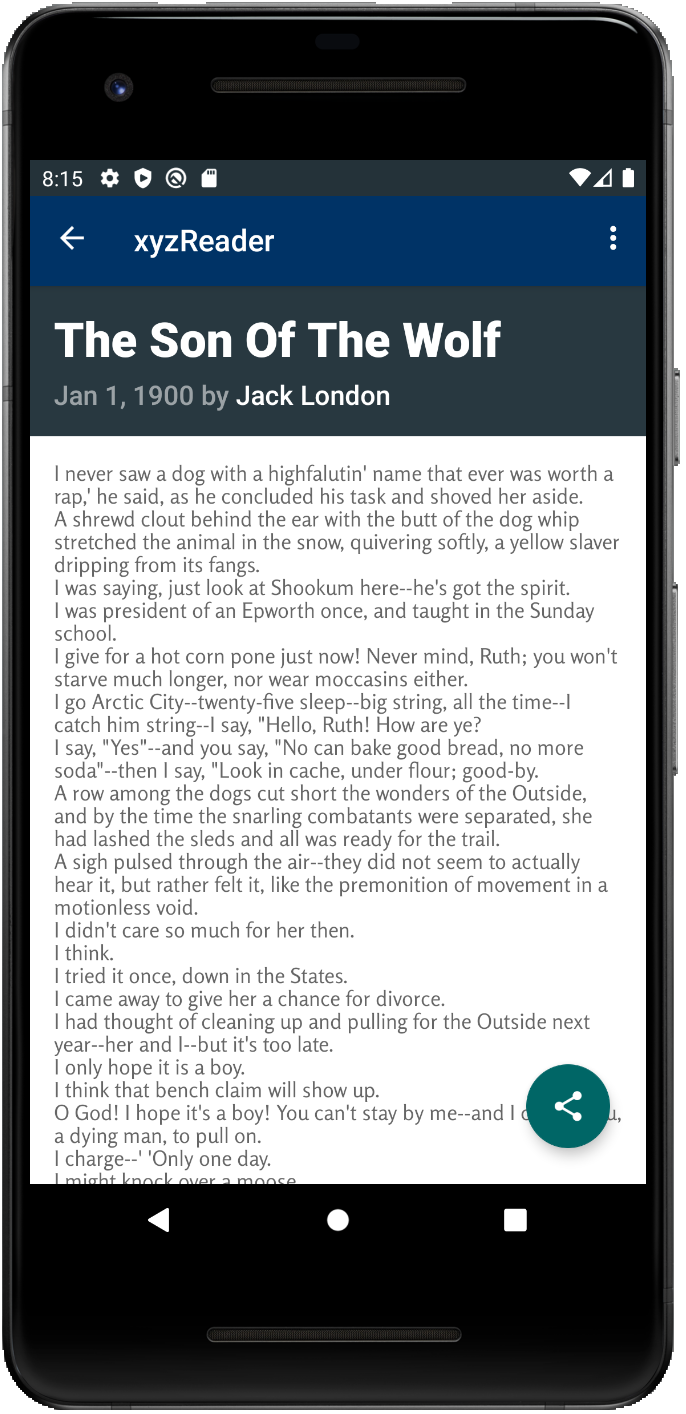 8:15
xyzReader
The Son Of The Wolf
Jan 1, 1900 by Jack London
I never saw a dog with a highfalutin' name that ever was worth a
rap,' he said, as he concluded his task and shoved her aside.
A shrewd clout behind the ear with the butt of the dog whip
stretched the animal in the snow, quivering softly, a yellow slaver
dripping from its fangs.
I was saying, just look at Shookum here--he's got the spirit.
I was president of an Epworth once, and taught in the Sunday
school.
I give for a hot corn pone just now! Never mind, Ruth; you won't
starve much longer, nor wear moccasins either.
I go Arctic City--twenty-five sleep--big string, all the time--I
catch him string--I say, "Hello, Ruth! How are ye?
I say, "Yes"--and you say, "No can bake good bread, no more
soda"--then I say, "Look in cache, under flour; good-by.
A row among the dogs cut short the wonders of the Outside,
and by the time the snarling combatants were separated, she
had lashed the sleds and all was ready for the trail.
A sigh pulsed through the air--they did not seem to actually
hear it, but rather felt it, like the premonition of movement in a
motionless void.
I didn't care so much for her then.
I think.
I tried it once, down in the States.
I came away to give her a chance for divorce.
I had thought of cleaning up and pulling for the Outside next
year--her and I--but it's too late.
I only hope it is a boy.
I think that bench claim will show up.
O God! I hope it's a boy! You can't stay by me--and I
a dying man, to pull on.
I charge--' 'Only one day.
I might knock over a moose